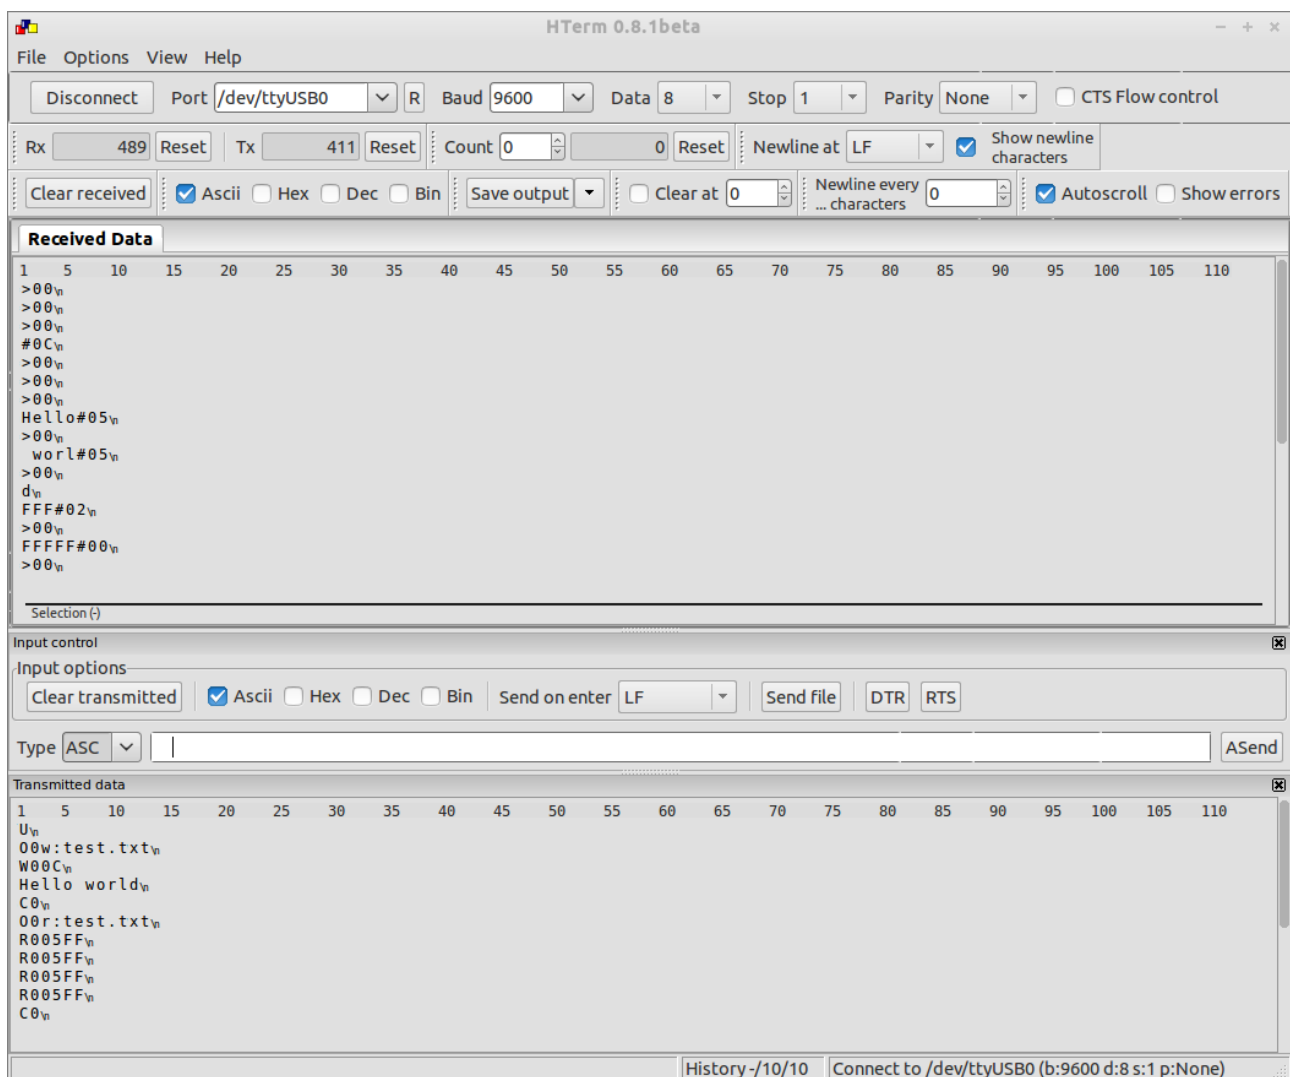 HTerm 0.8.1beta
File Options View Help
Disconnect Port /dev/ttyUSB0 R Baud 9600 Data 8 Stop 1 Parity None CTS Flow control
Rx 489 Reset Tx 411 Reset Count 0 0 Reset Newline at LF Show newline characters
Clear received Ascii Hex Dec Bin Save output Clear at 0 Newline every ... characters 0 Autoscroll Show errors
Received Data
1 5 10 15 20 25 30 35 40 45 50 55 60 65 70 75 80 85 90 95 100 105 110
>00\n
>00\n
>00\n
#0C\n
>00\n
>00\n
>00\n
Hello#05\n
>00\n
 worl#05\n
>00\n
d\n
FFF#02\n
>00\n
FFFFF#00\n
>00\n
Selection (-)
Input control
Input options
Clear transmitted Ascii Hex Dec Bin Send on enter LF Send file DTR RTS
Type ASC ASend
Transmitted data
1 5 10 15 20 25 30 35 40 45 50 55 60 65 70 75 80 85 90 95 100 105 110
U\n
O0w:test.txt\n
W00C\n
Hello world\n
C0\n
O0r:test.txt\n
R005FF\n
R005FF\n
R005FF\n
R005FF\n
C0\n
History -/10/10 Connect to /dev/ttyUSB0 (b:9600 d:8 s:1 p:None)